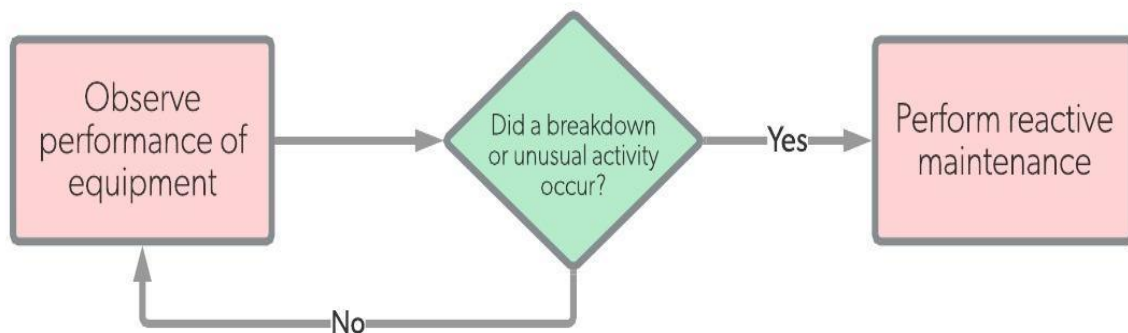 Observe
performance of
equipment
Did a breakdown
or unusual activity
occur?
Yes
Perform reactive
maintenance
No